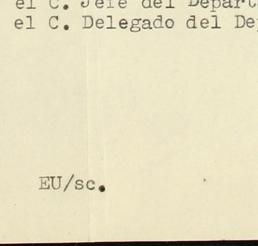 el C. Jefe del Depart
el C. Delegado del De
EU/sc.